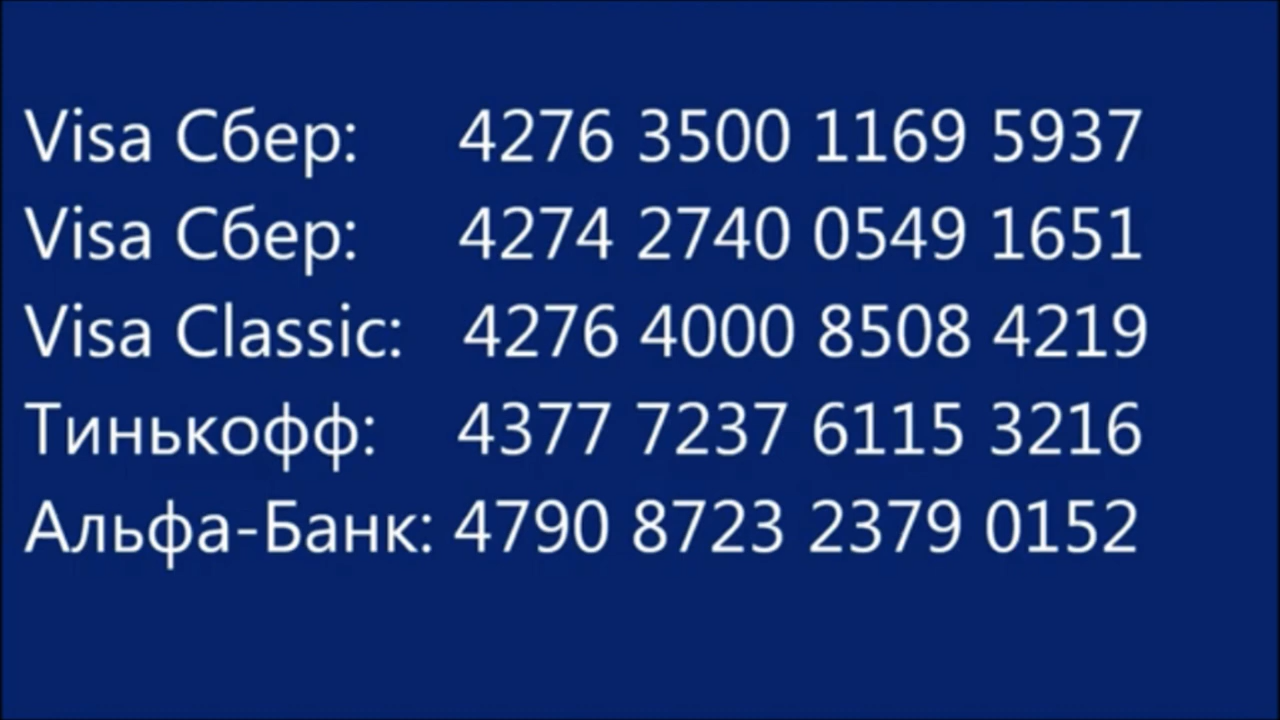 Visa Сбер: 4276 3500 1169 5937
Visa Сбер: 4274 2740 0549 1651
Visa Classic: 4276 4000 8508 4219
Тинькофф: 4377 7237 6115 3216
Альфа-Банк: 4790 8723 2379 0152